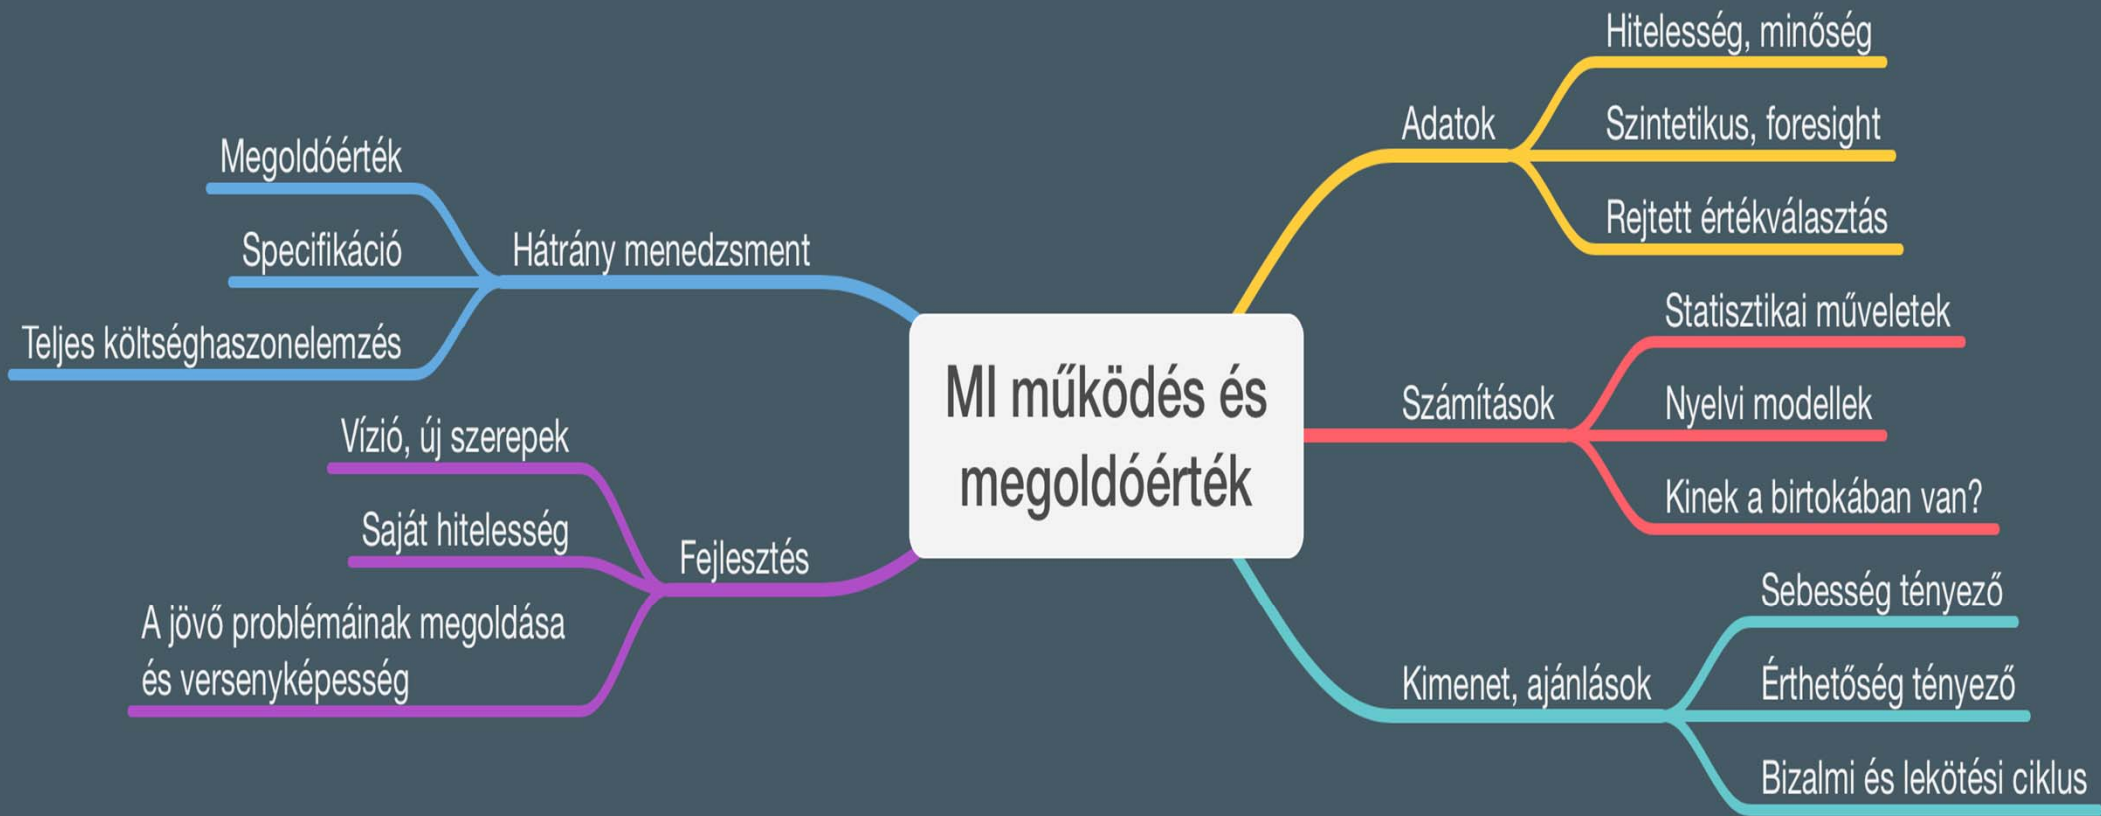 MI működés és
megoldóérték
Adatok
Hitelesség, minőség
Szintetikus, foresight
Rejtett értékválasztás
Számítások
Statisztikai műveletek
Nyelvi modellek
Kinek a birtokában van?
Kimenet, ajánlások
Sebesség tényező
Érthetőség tényező
Bizalmi és lekötési ciklus
Hátrány menedzsment
Megoldóérték
Specifikáció
Teljes költséghaszonelemzés
Fejlesztés
Vízió, új szerepek
Saját hitelesség
A jövő problémáinak megoldása
és versenyképesség